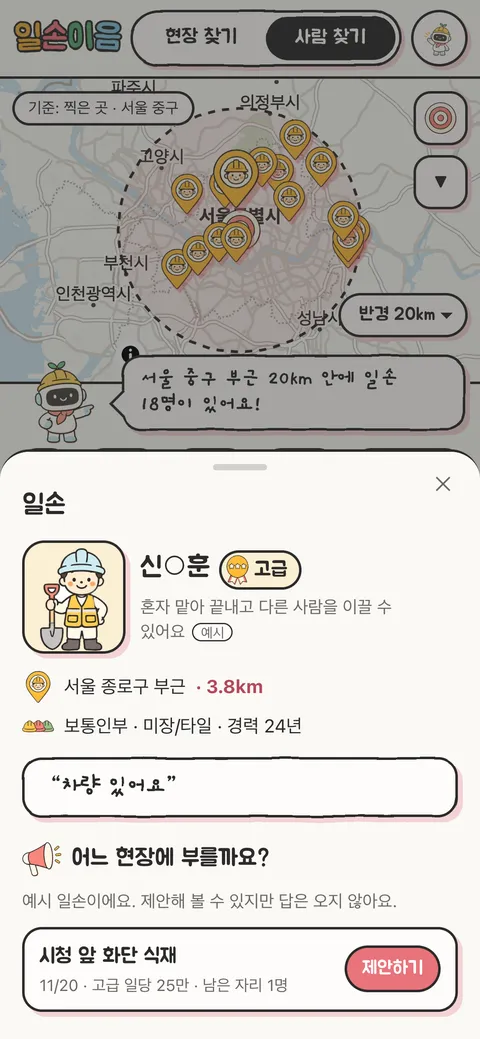 일손이음
현장 찾기
사람 찾기
파주시
의정부시
기준: 찍은 곳 · 서울 중구
고양시
부천시
인천광역시
반경 20km
서울 중구 부근 20km 안에 일손
18명이 있어요!
일손
신○훈
고급
혼자 맡아 끝내고 다른 사람을 이끌 수
있어요 예시
서울 종로구 부근 · 3.8km
보통인부 · 미장/타일 · 경력 24년
“차량 있어요”
어느 현장에 부를까요?
예시 일손이에요. 제안해 볼 수 있지만 답은 오지 않아요.
시청 앞 화단 식재
11/20 · 고급 일당 25만 · 남은 자리 1명
제안하기